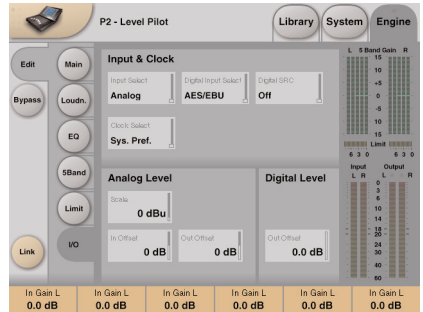 P2 - Level Pilot
Library
System
Engine
Edit
Bypass
Link
Main
Loudn.
EQ
5Band
Limit
I/O
Input & Clock
Input Select
Analog
Digital Input Select
AES/EBU
Digital SRC
Off
Clock Select
Sys. Pref.
Analog Level
Scale
0 dBu
In Offset
0 dB
Out Offset
0 dB
Digital Level
Out Offset
0.0 dB
L 5 Band Gain R
15
10
+5
0
-5
10
15
Limit
6 3 0 6 3 0
Input Output
L R L R
0
3
6
10
14
18
20
24
30
40
60
In Gain L In Gain L In Gain L In Gain L In Gain L In Gain L
0.0 dB 0.0 dB 0.0 dB 0.0 dB 0.0 dB 0.0 dB